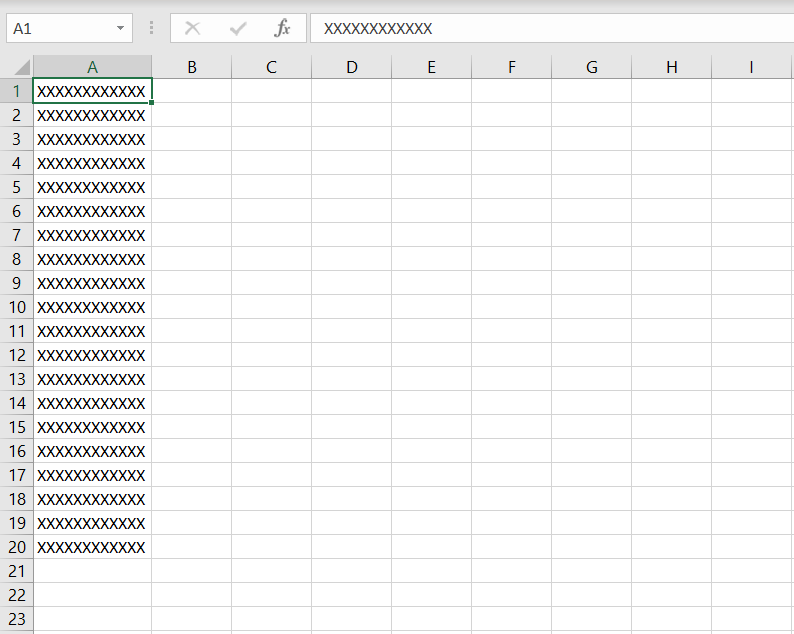 A1 fx XXXXXXXXXXXX
A B C D E F G H I
1 XXXXXXXXXXXX
2 XXXXXXXXXXXX
3 XXXXXXXXXXXX
4 XXXXXXXXXXXX
5 XXXXXXXXXXXX
6 XXXXXXXXXXXX
7 XXXXXXXXXXXX
8 XXXXXXXXXXXX
9 XXXXXXXXXXXX
10 XXXXXXXXXXXX
11 XXXXXXXXXXXX
12 XXXXXXXXXXXX
13 XXXXXXXXXXXX
14 XXXXXXXXXXXX
15 XXXXXXXXXXXX
16 XXXXXXXXXXXX
17 XXXXXXXXXXXX
18 XXXXXXXXXXXX
19 XXXXXXXXXXXX
20 XXXXXXXXXXXX
21
22
23